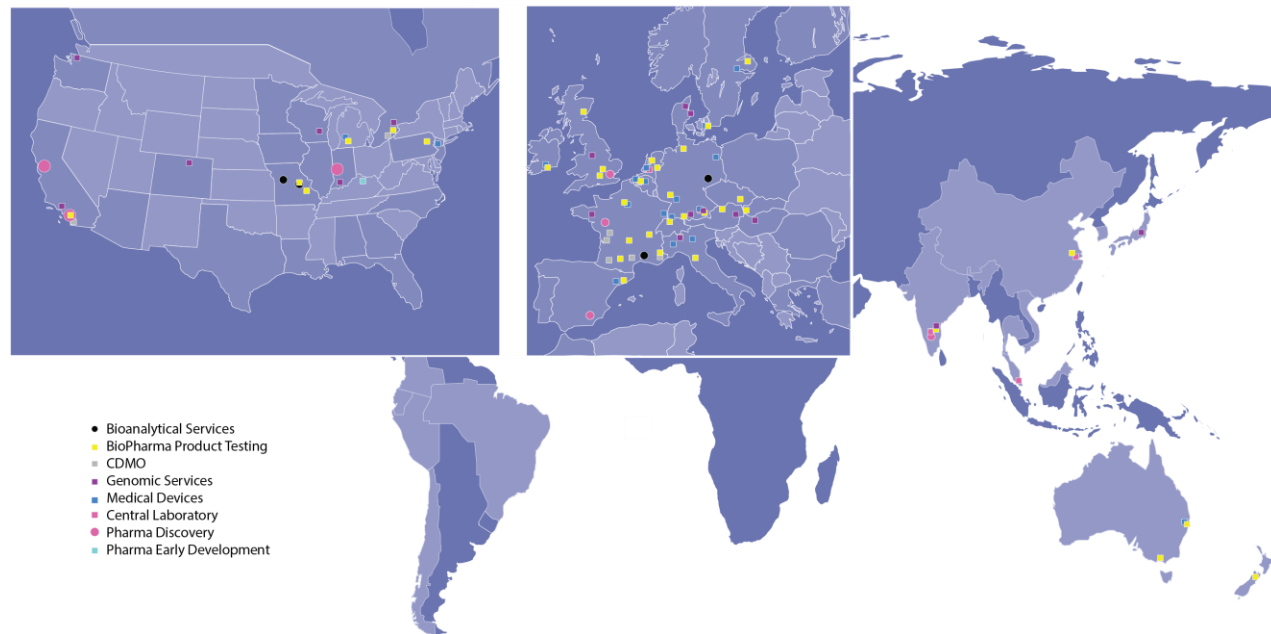 Bioanalytical Services
BioPharma Product Testing
CDMO
Genomic Services
Medical Devices
Central Laboratory
Pharma Discovery
Pharma Early Development